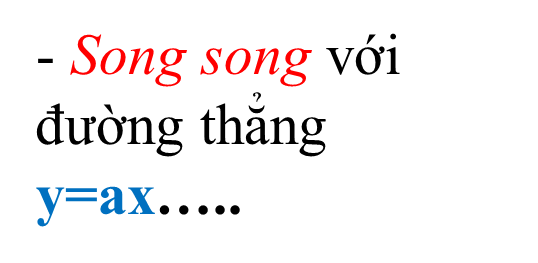 - Song song với
đường thẳng
y=ax.....